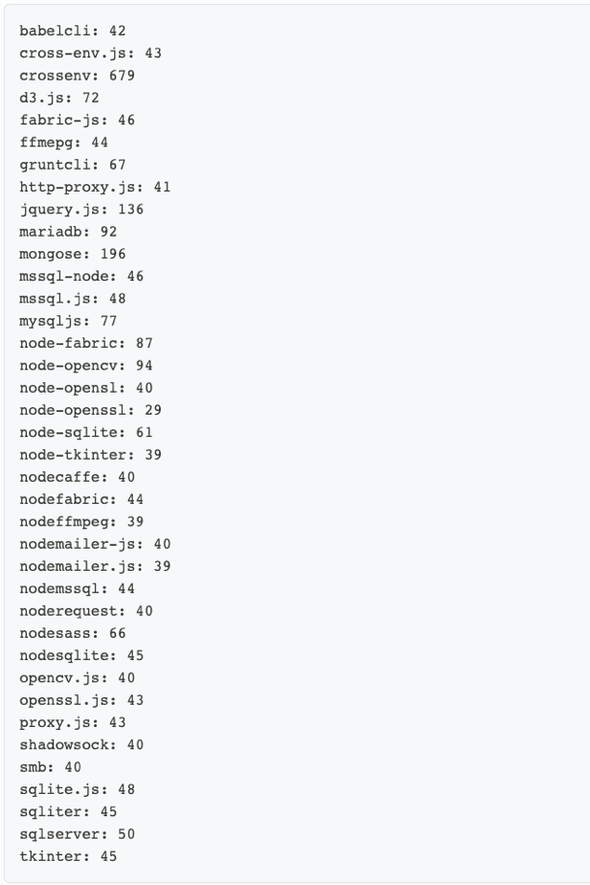 babelcli: 42
cross-env.js: 43
crossenv: 679
d3.js: 72
fabric-js: 46
ffmepg: 44
gruntcli: 67
http-proxy.js: 41
jquery.js: 136
mariadb: 92
mongose: 196
mssql-node: 46
mssql.js: 48
mysqljs: 77
node-fabric: 87
node-opencv: 94
node-opensl: 40
node-openssl: 29
node-sqlite: 61
node-tkinter: 39
nodecaffe: 40
nodefabric: 44
nodeffmpeg: 39
nodemailer-js: 40
nodemailer.js: 39
nodemssql: 44
noderequest: 40
nodesass: 66
nodesqlite: 45
opencv.js: 40
openssl.js: 43
proxy.js: 43
shadowsock: 40
smb: 40
sqlite.js: 48
sqliter: 45
sqlserver: 50
tkinter: 45